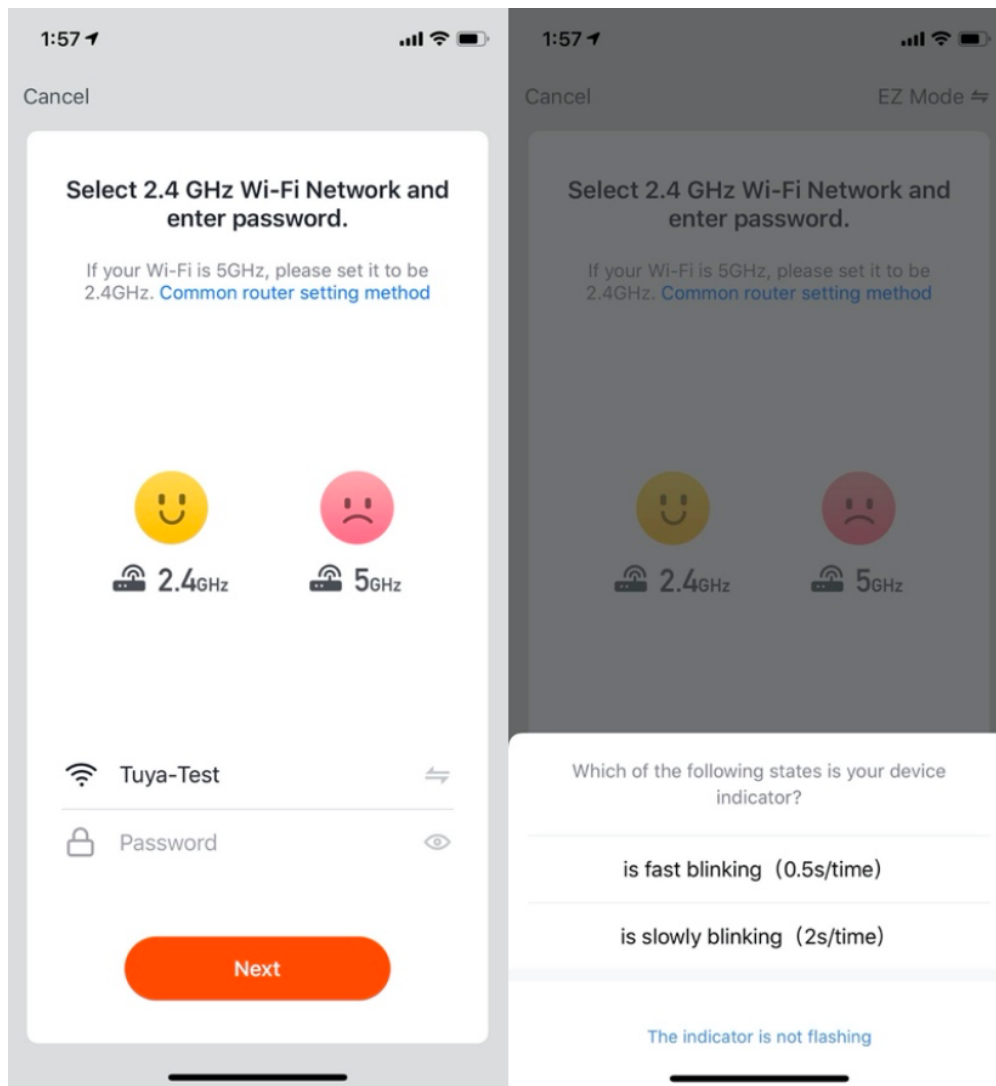 1:57
Cancel
Select 2.4 GHz Wi-Fi Network and
enter password.
If your Wi-Fi is 5GHz, please set it to be
2.4GHz. Common router setting method
2.4GHz
5GHz
Tuya-Test
Password
Next
1:57
Cancel
EZ Mode
Select 2.4 GHz Wi-Fi Network and
enter password.
If your Wi-Fi is 5GHz, please set it to be
2.4GHz. Common router setting method
2.4GHz
5GHz
Which of the following states is your device
indicator?
is fast blinking（0.5s/time）
is slowly blinking（2s/time）
The indicator is not flashing